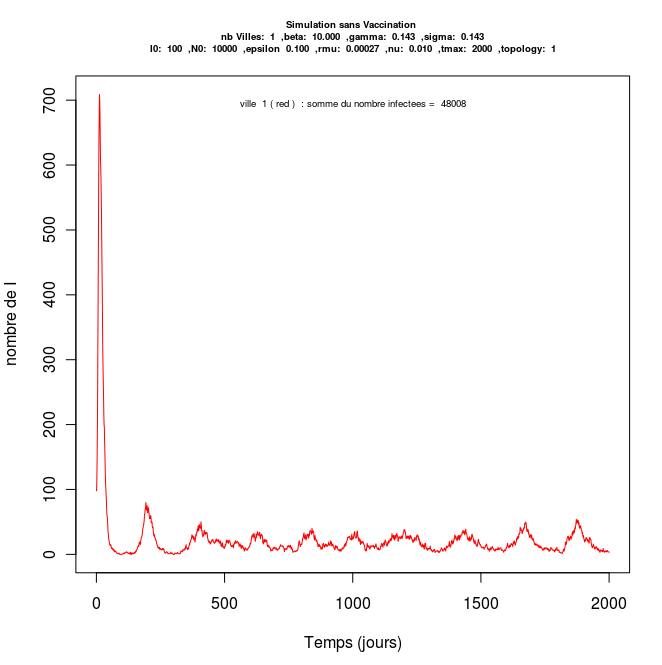 Simulation sans Vaccination
nb Villes: 1 ,beta: 10.000 ,gamma: 0.143 ,sigma: 0.143
I0: 100 ,N0: 10000 ,epsilon 0.100 ,rmu: 0.00027 ,nu: 0.010 ,tmax: 2000 ,topology: 1
ville 1 ( red ) : somme du nombre infectees = 48008
700
600
500
400
300
200
100
0
nombre de I
0 500 1000 1500 2000
Temps (jours)